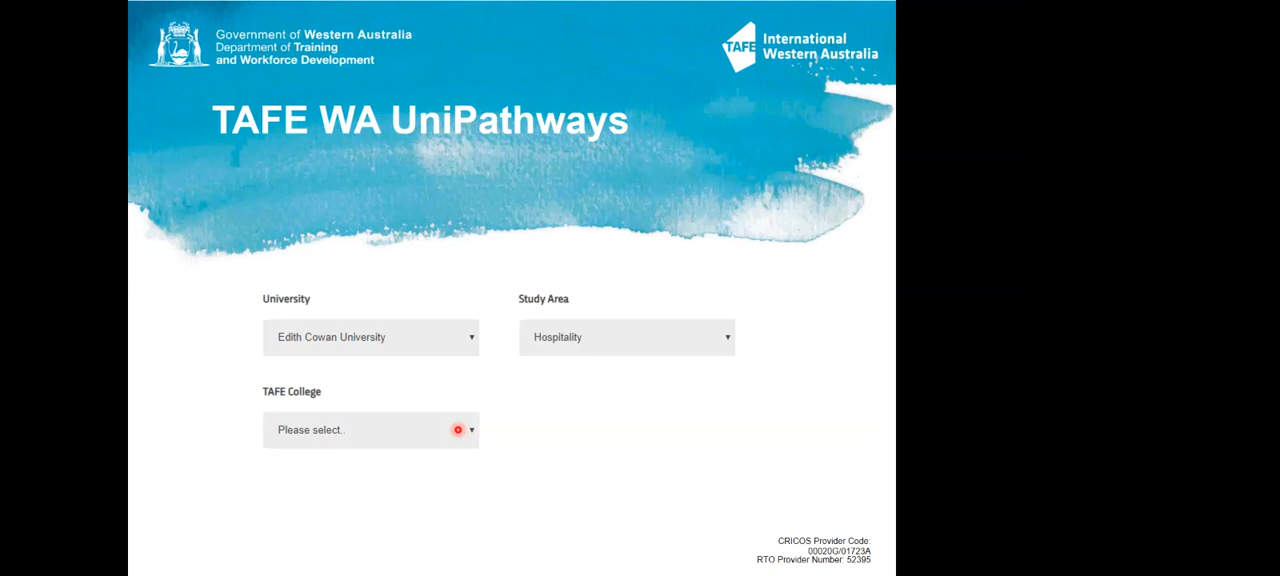 Government of Western Australia
Department of Training
and Workforce Development
TAFE
International
Western Australia
TAFE WA UniPathways
University
Study Area
Edith Cowan University
Hospitality
TAFE College
Please select..
CRICOS Provider Code:
00020G/01723A
RTO Provider Number: 52395